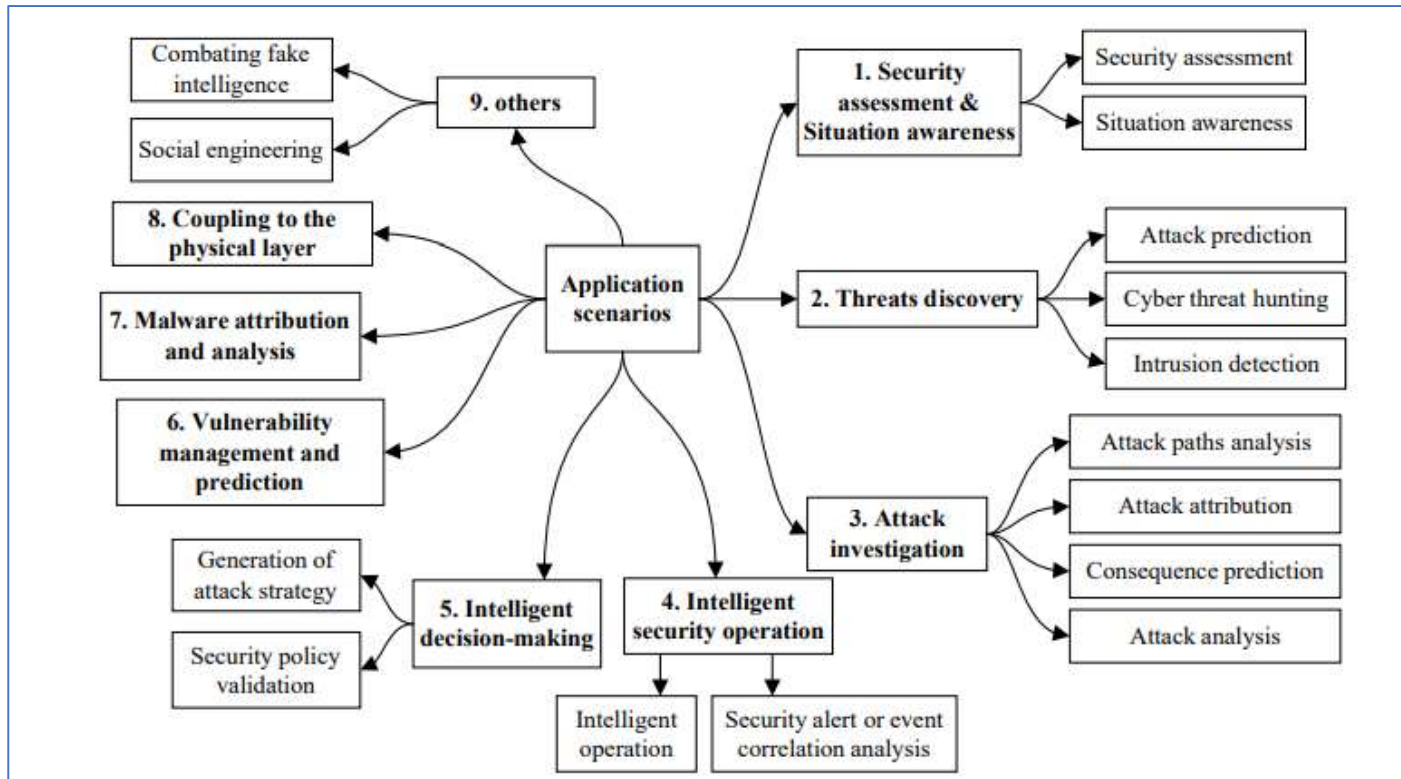 Combating fake
intelligence
Social engineering
9. others
8. Coupling to the
physical layer
7. Malware attribution
and analysis
6. Vulnerability
management and
prediction
Application
scenarios
1. Security
assessment &
Situation awareness
Security assessment
Situation awareness
2. Threats discovery
Attack prediction
Cyber threat hunting
Intrusion detection
3. Attack
investigation
Attack paths analysis
Attack attribution
Consequence prediction
Attack analysis
4. Intelligent
security operation
Intelligent
operation
Security alert or event
correlation analysis
5. Intelligent
decision-making
Generation of
attack strategy
Security policy
validation